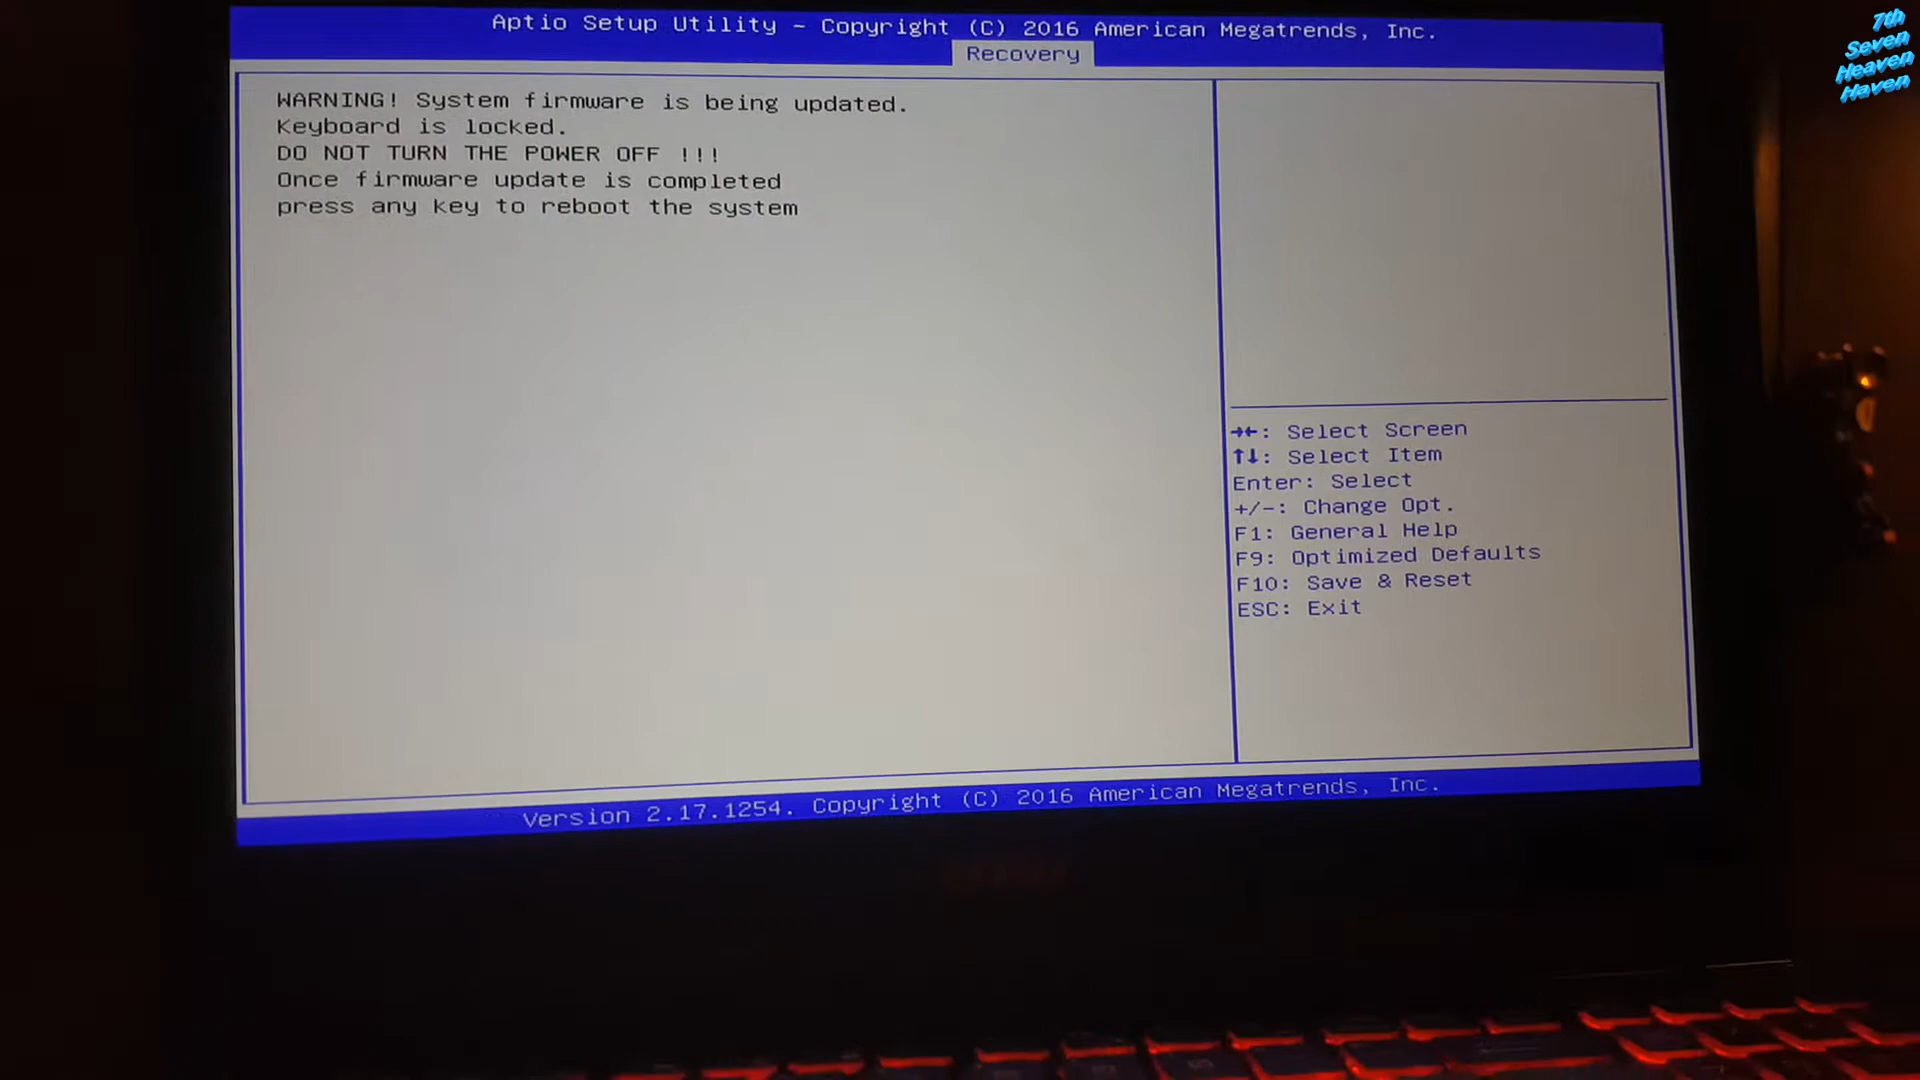 7th
Seven
Heaven
Haven
Aptio Setup Utility - Copyright (C) 2016 American Megatrends, Inc.
Recovery
WARNING! System firmware is being updated.
Keyboard is locked.
DO NOT TURN THE POWER OFF !!!
Once firmware update is completed
press any key to reboot the system
→←: Select Screen
↑↓: Select Item
Enter: Select
+/-: Change Opt.
F1: General Help
F9: Optimized Defaults
F10: Save & Reset
ESC: Exit
Version 2.17.1254. Copyright (C) 2016 American Megatrends, Inc.